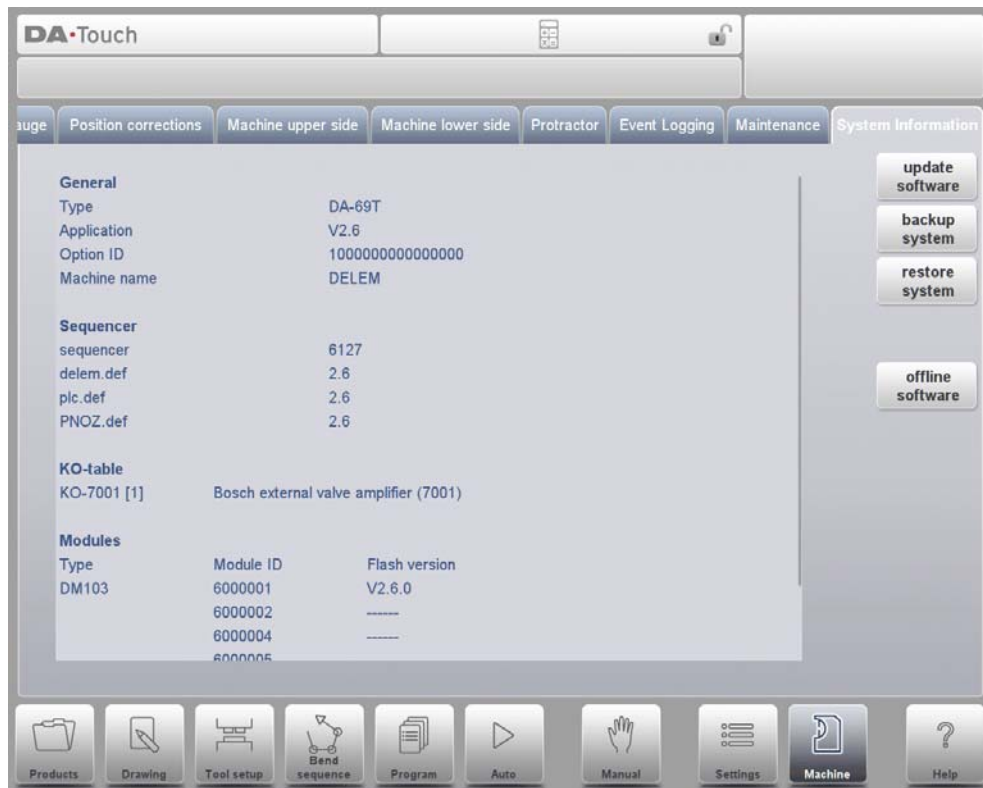 DA•Touch
auge Position corrections Machine upper side Machine lower side Protractor Event Logging Maintenance System Information
General
Type DA-69T
Application V2.6
Option ID 1000000000000000
Machine name DELEM
Sequencer
sequencer 6127
delem.def 2.6
plc.def 2.6
PNOZ.def 2.6
KO-table
KO-7001 [1] Bosch external valve amplifier (7001)
Modules
Type Module ID Flash version
DM103 6000001 V2.6.0
6000002 ------
6000004 ------
6000005
update
software
backup
system
restore
system
offline
software
Products Drawing Tool setup Bend
sequence Program Auto Manual Settings Machine Help